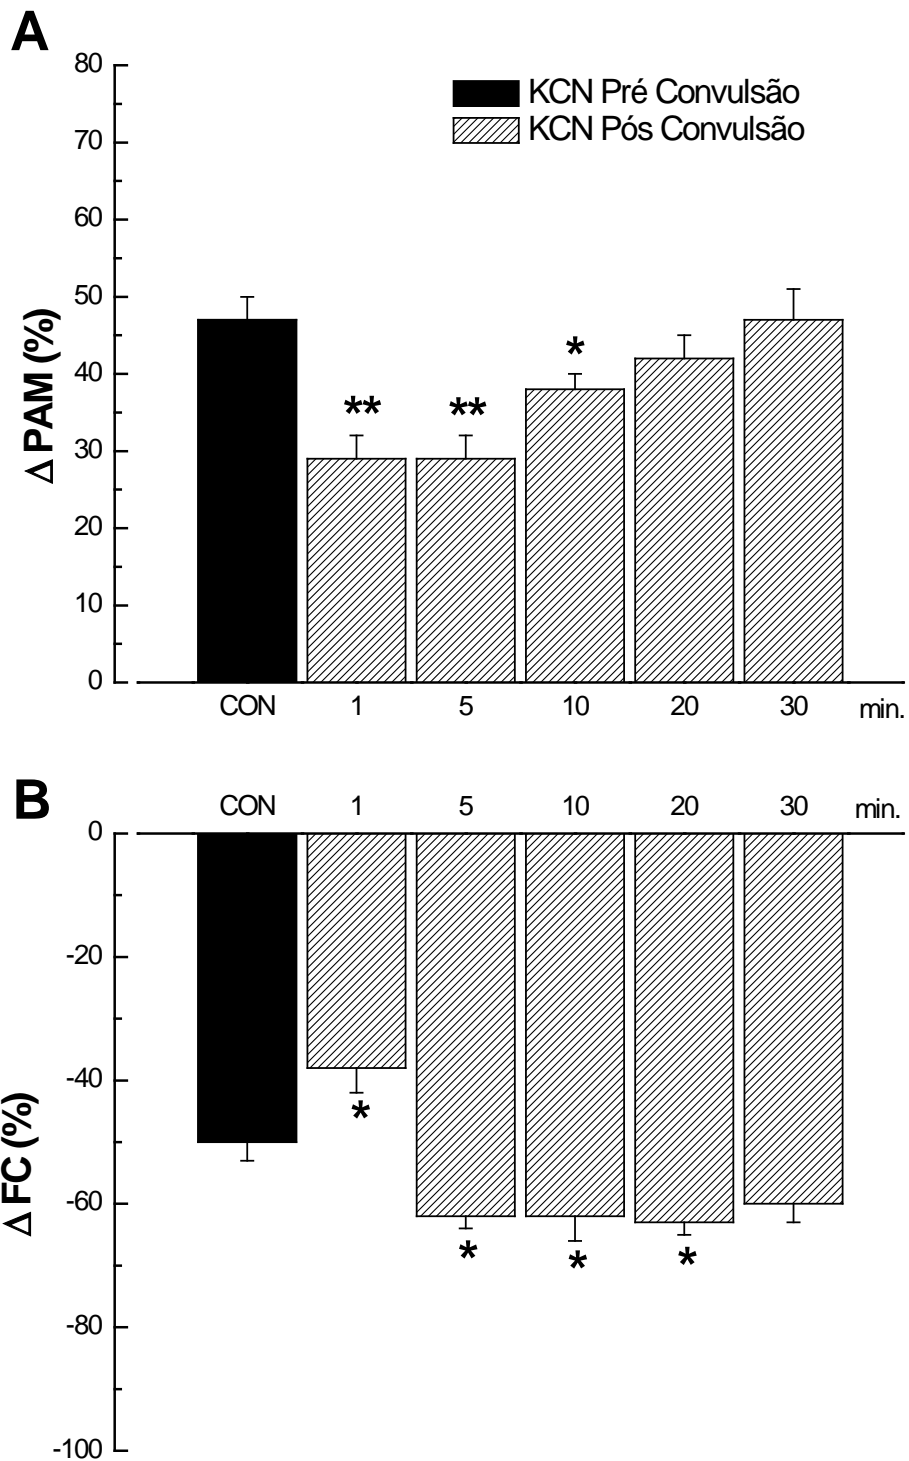 A
80
KCN Pré Convulsão
KCN Pós Convulsão
70
60
50
40
30
20
10
0
Δ PAM (%)
*
** **
CON 1 5 10 20 30 min.
B
CON 1 5 10 20 30 min.
0
-20
-40
-60
-80
-100
Δ FC (%)
*
* * *